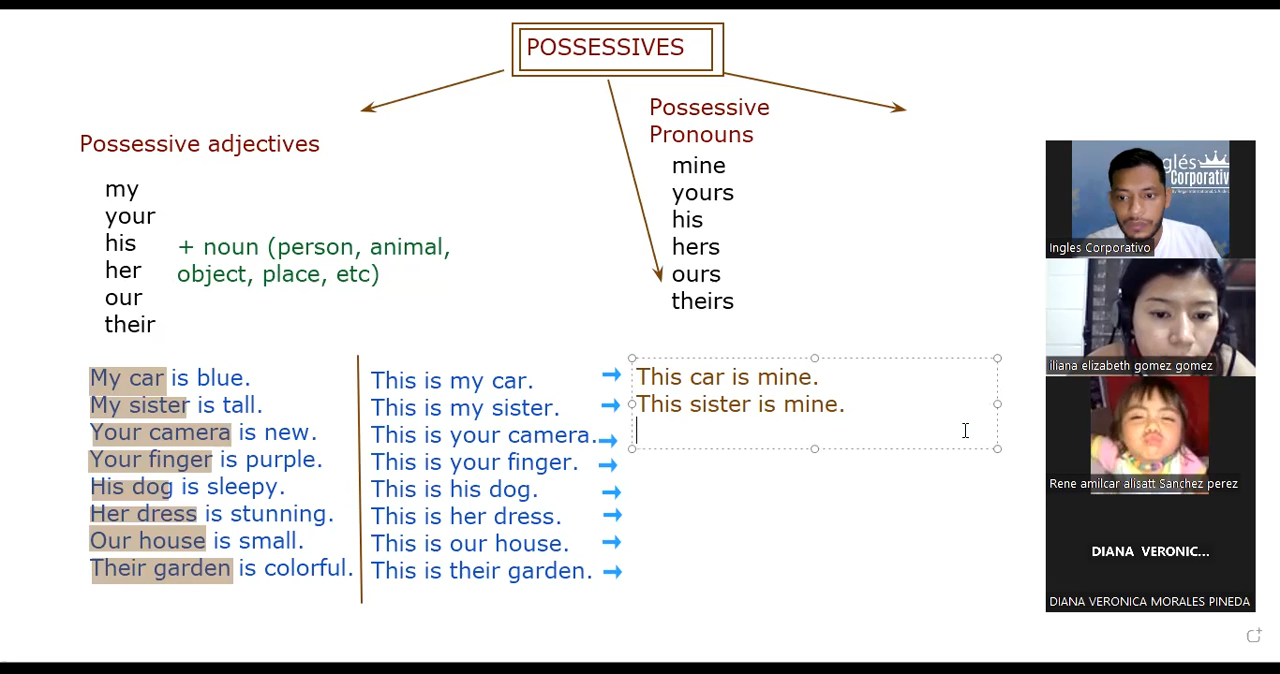 POSSESSIVES
Possessive adjectives
my
your
his
her
our
their
+ noun (person, animal,
object, place, etc)
Possessive
Pronouns
mine
yours
his
hers
ours
theirs
My car is blue.
My sister is tall.
Your camera is new.
Your finger is purple.
His dog is sleepy.
Her dress is stunning.
Our house is small.
Their garden is colorful.
This is my car.
This is my sister.
This is your camera.
This is your finger.
This is his dog.
This is her dress.
This is our house.
This is their garden.
This car is mine.
This sister is mine.
glés
Corporativ
Ingles Corporativo
iliana elizabeth gomez gomez
Rene amilcar alisatt Sanchez perez
DIANA VERONIC...
DIANA VERONICA MORALES PINEDA